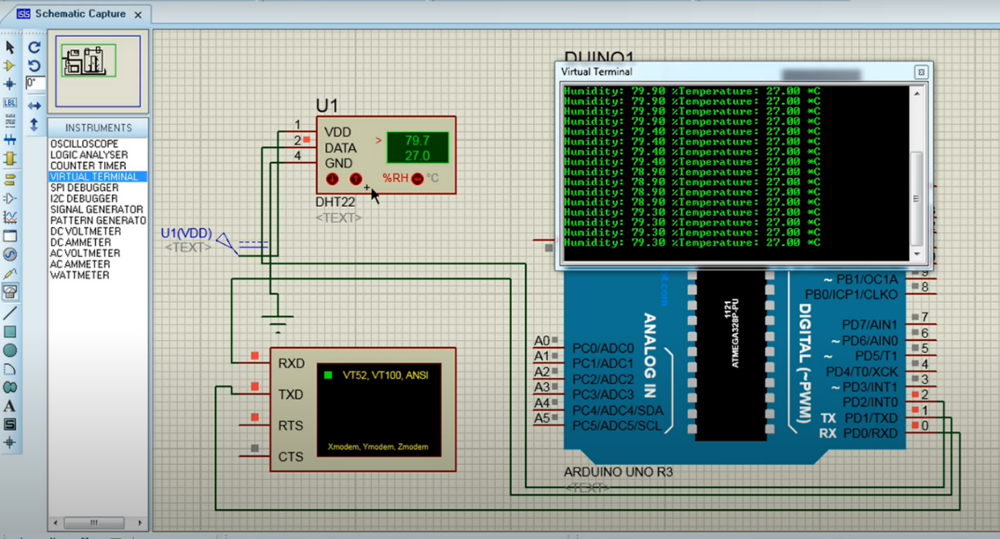 Schematic Capture
0°
LBL
INSTRUMENTS
OSCILLOSCOPE
LOGIC ANALYSER
COUNTER TIMER
VIRTUAL TERMINAL
SPI DEBUGGER
I2C DEBUGGER
SIGNAL GENERATOR
PATTERN GENERATO
DC VOLTMETER
DC AMMETER
AC VOLTMETER
AC AMMETER
WATTMETER
U1
1
2
4
VDD
DATA
GND
>
79.7
27.0
%RH
°C
DHT22
<TEXT>
U1(VDD)
<TEXT>
RXD
TXD
RTS
CTS
VT52, VT100, ANSI
Xmodem, Ymodem, Zmodem
DUINO1
Virtual Terminal
Humidity: 79.90 %Temperature: 27.00 *C
Humidity: 79.90 %Temperature: 27.00 *C
Humidity: 79.90 %Temperature: 27.00 *C
Humidity: 79.90 %Temperature: 27.00 *C
Humidity: 79.40 %Temperature: 27.00 *C
Humidity: 79.40 %Temperature: 27.00 *C
Humidity: 79.40 %Temperature: 27.00 *C
Humidity: 79.40 %Temperature: 27.00 *C
Humidity: 78.90 %Temperature: 27.00 *C
Humidity: 78.90 %Temperature: 27.00 *C
Humidity: 78.90 %Temperature: 27.00 *C
Humidity: 78.90 %Temperature: 27.00 *C
Humidity: 79.30 %Temperature: 27.00 *C
Humidity: 79.30 %Temperature: 27.00 *C
Humidity: 79.30 %Temperature: 27.00 *C
Humidity: 79.30 %Temperature: 27.00 *C
A0
A1
A2
A3
A4
A5
PC0/ADC0
PC1/ADC1
PC2/ADC2
PC3/ADC3
PC4/ADC4/SDA
PC5/ADC5/SCL
ANALOG IN
1121
ATMEGA328P-PU
DIGITAL (~PWM)
~ PB1/OC1A 9
PB0/ICP1/CLKO 8
PD7/AIN1 7
~ PD6/AIN0 6
~ PD5/T1 5
PD4/T0/XCK 4
~ PD3/INT1 3
PD2/INT0 2
TX PD1/TXD 1
RX PD0/RXD 0
ARDUINO UNO R3
<TEXT>